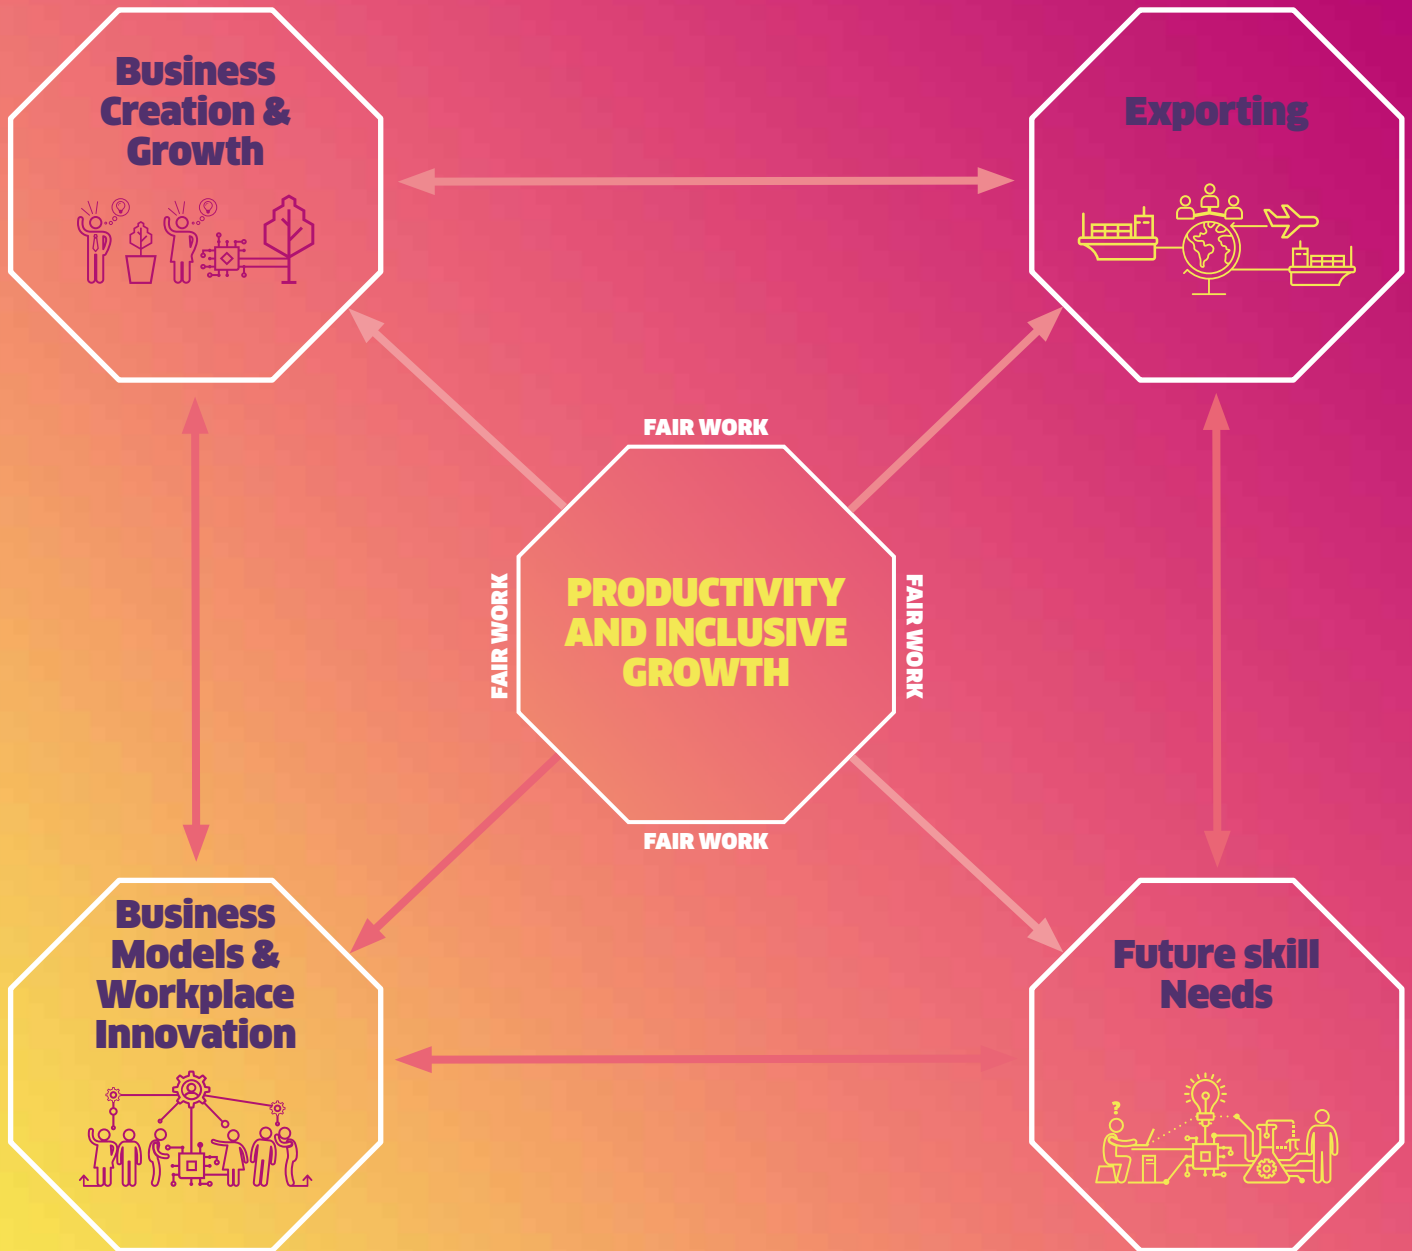 Business
Creation &
Growth
Exporting
FAIR WORK
FAIR WORK
PRODUCTIVITY
AND INCLUSIVE
GROWTH
FAIR WORK
FAIR WORK
Business
Models &
Workplace
Innovation
Future skill
Needs
?